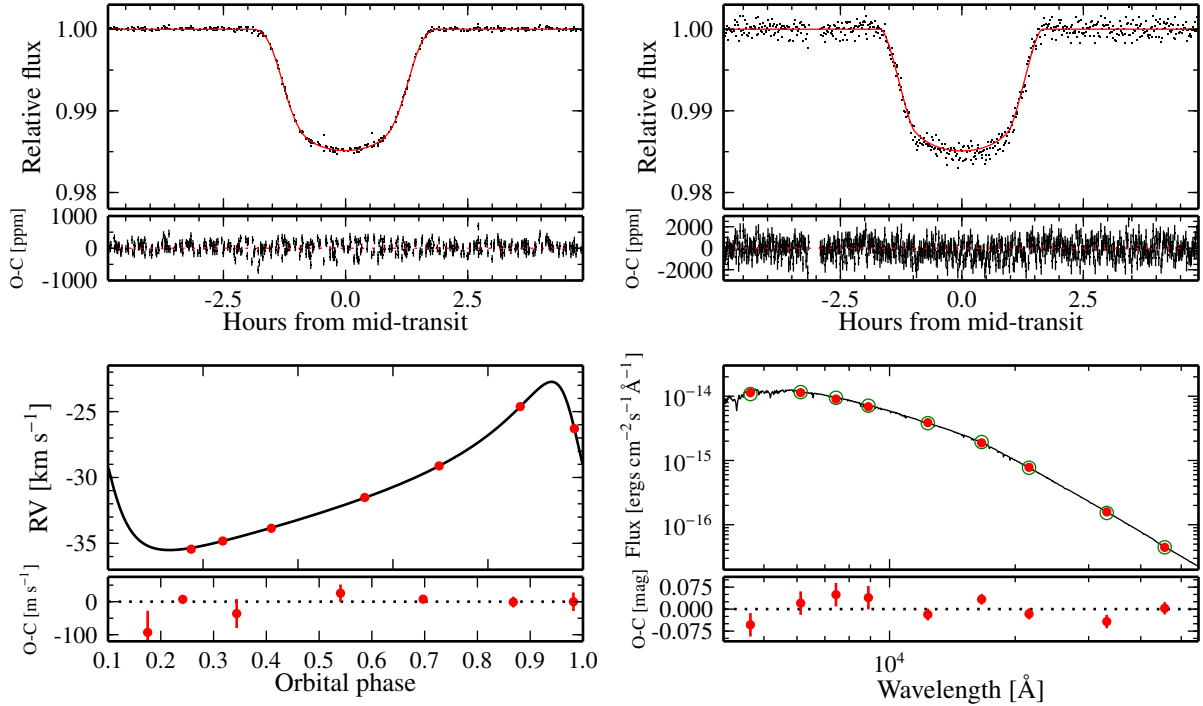 1.00
0.99
0.98
Relative flux
1000
0
-1000
O-C [ppm]
-2.5 0.0 2.5
Hours from mid-transit
1.00
0.99
0.98
Relative flux
2000
0
-2000
O-C [ppm]
-2.5 0.0 2.5
Hours from mid-transit
-25
-30
-35
RV [km s⁻¹]
0
-100
O-C [m s⁻¹]
0.1 0.2 0.3 0.4 0.5 0.6 0.7 0.8 0.9 1.0
Orbital phase
10⁻¹⁴
10⁻¹⁵
10⁻¹⁶
Flux [ergs cm⁻² s⁻¹ Å⁻¹]
0.075
0.000
-0.075
O-C [mag]
10⁴
Wavelength [Å]